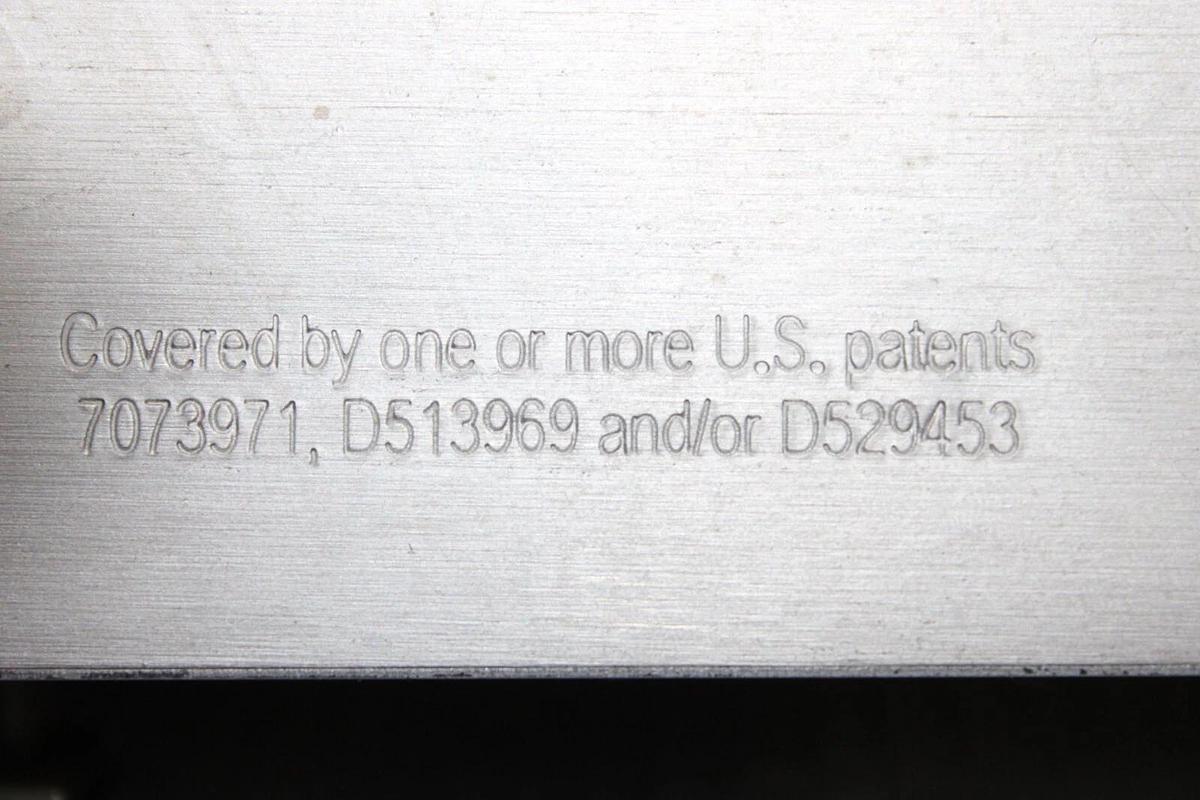 Covered by one or more U.S. patents
7073971, D513969 and/or D529453